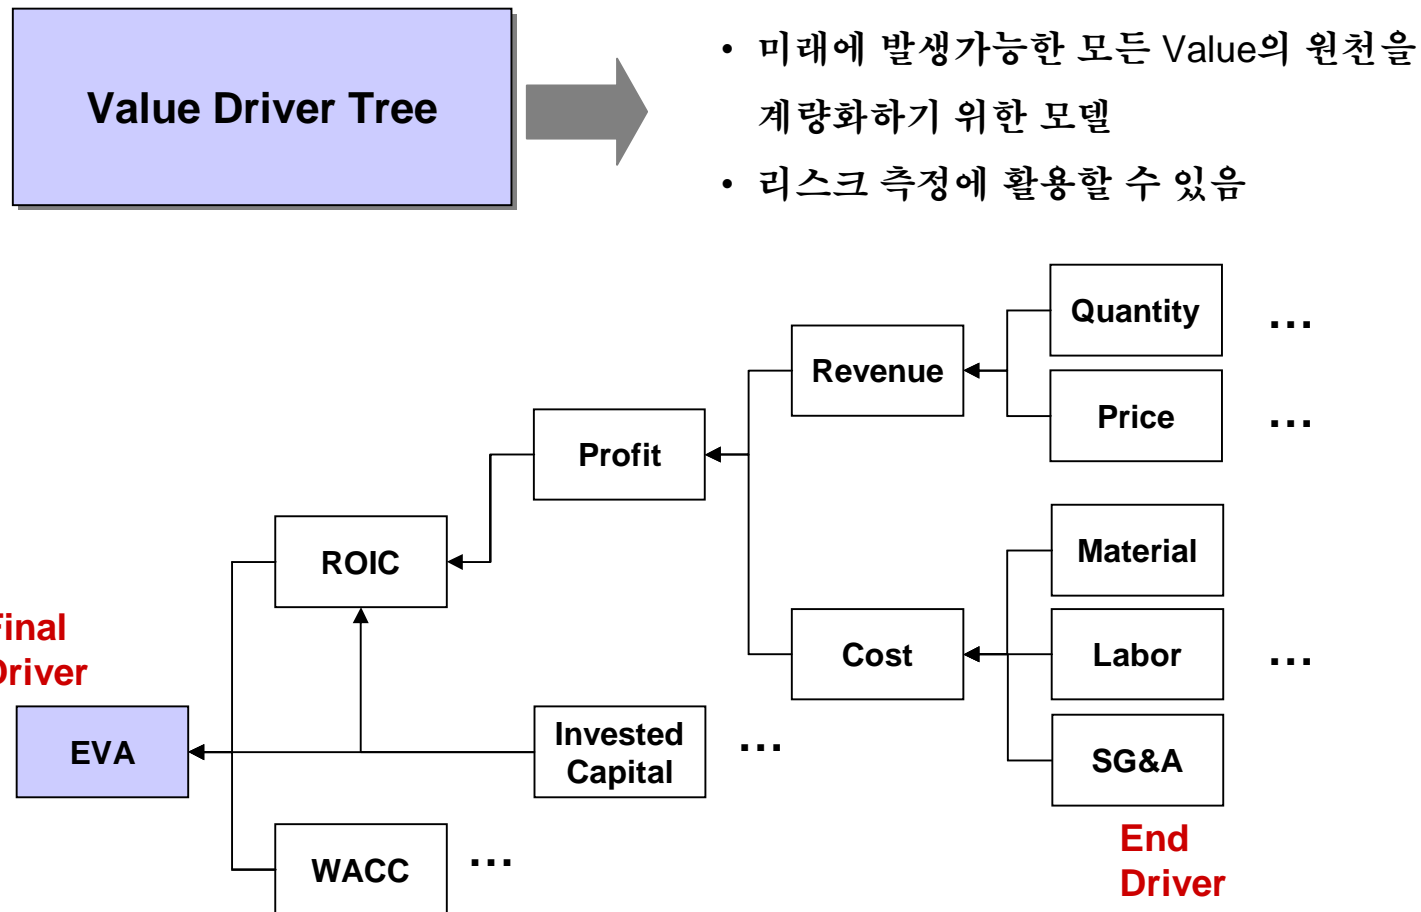 Value Driver Tree
• 미래에 발생가능한 모든 Value의 원천을
계량화하기 위한 모델
• 리스크 측정에 활용할 수 있음
Quantity ...
Revenue
Price ...
Profit
Material
ROIC
Final
Driver
Cost
Labor ...
EVA
Invested
Capital ...
SG&A
WACC ...
End
Driver